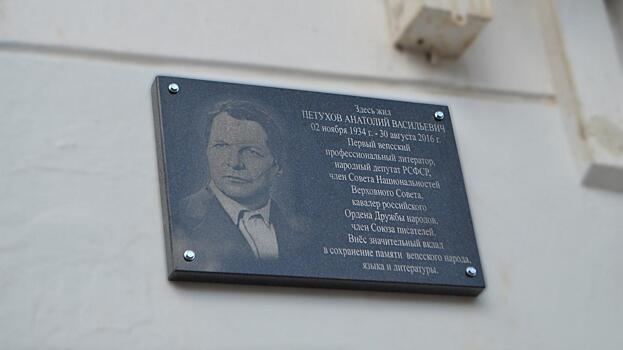 Здесь жил
ПЕТУХОВ АНАТОЛИЙ ВАСИЛЬЕВИЧ
02 ноября 1934 г. - 30 августа 2016 г.
Первый вепсский
профессиональный литератор,
народный депутат РСФСР,
член Совета Национальностей
Верховного Совета,
кавалер российского
Ордена Дружбы народов,
член Союза писателей.
Внёс значительный вклад
в сохранение памяти вепсского народа,
языка и литературы.